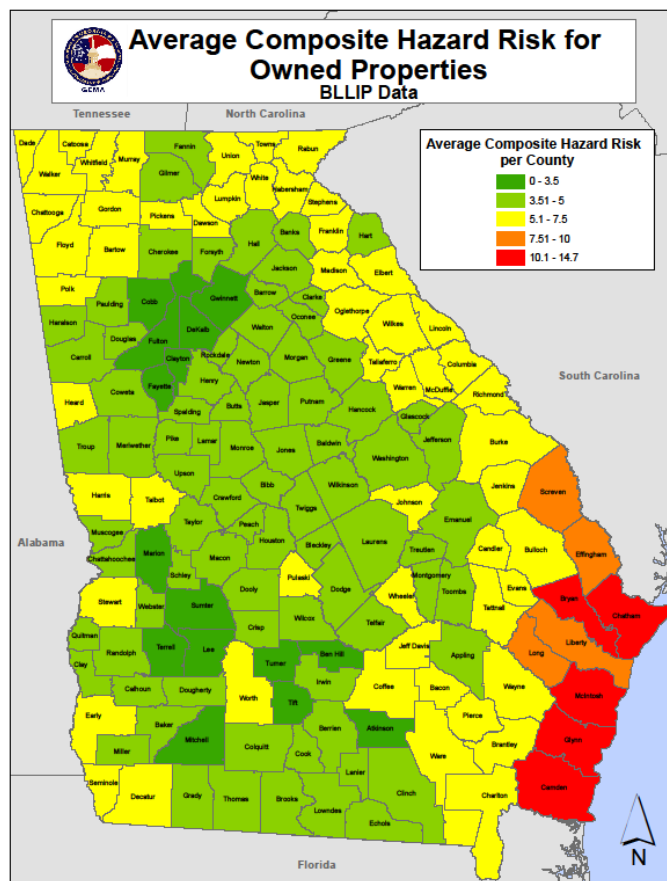 GEMA
Average Composite Hazard Risk for
Owned Properties
BLLIP Data
Tennessee
North Carolina
Average Composite Hazard Risk
per County
0 - 3.5
3.51 - 5
5.1 - 7.5
7.51 - 10
10.1 - 14.7
Dade
Catoosa
Whitfield
Murray
Fannin
Union
Towns
Rabun
Walker
Gilmer
White
Habersham
Lumpkin
Stephens
Chattooga
Gordon
Pickens
Dawson
Banks
Franklin
Hart
Floyd
Bartow
Cherokee
Forsyth
Hall
Jackson
Madison
Elbert
Polk
Paulding
Cobb
Gwinnett
Barrow
Clarke
Oglethorpe
Wilkes
Lincoln
Haralson
Fulton
DeKalb
Walton
Oconee
Douglas
Carroll
Clayton
Rockdale
Newton
Morgan
Greene
Taliaferro
Columbia
Fayette
Henry
Warren
McDuffie
South Carolina
Heard
Coweta
Spalding
Butts
Jasper
Putnam
Hancock
Richmond
Glascock
Jefferson
Burke
Troup
Meriwether
Pike
Lamar
Monroe
Jones
Baldwin
Washington
Upson
Bibb
Wilkinson
Jenkins
Screven
Harris
Talbot
Crawford
Twiggs
Johnson
Emanuel
Taylor
Peach
Houston
Bleckley
Laurens
Treutlen
Candler
Bulloch
Effingham
Alabama
Muscogee
Chattahoochee
Marion
Macon
Schley
Dooly
Pulaski
Dodge
Montgomery
Wheeler
Toombs
Evans
Tattnall
Bryan
Chatham
Stewart
Webster
Sumter
Crisp
Wilcox
Telfair
Liberty
Long
Quitman
Randolph
Terrell
Lee
Turner
Ben Hill
Jeff Davis
Appling
Clay
Irwin
Coffee
Bacon
Wayne
McIntosh
Calhoun
Dougherty
Worth
Tift
Early
Baker
Mitchell
Berrien
Atkinson
Pierce
Glynn
Miller
Colquitt
Cook
Ware
Brantley
Lanier
Seminole
Decatur
Grady
Thomas
Brooks
Lowndes
Clinch
Echols
Charlton
Camden
Florida
N